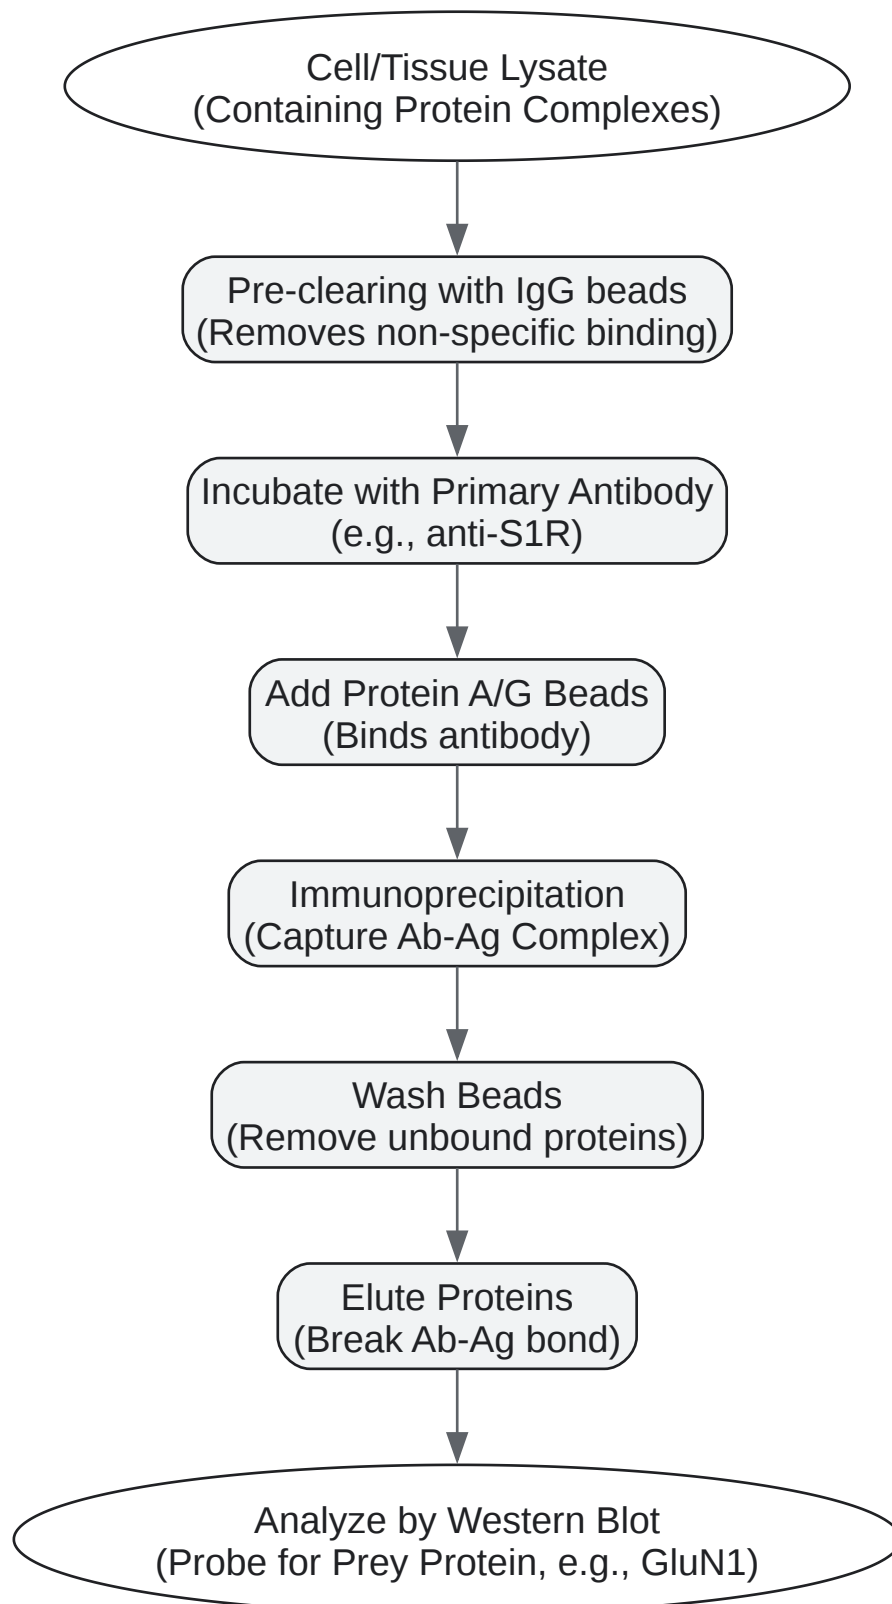 Cell/Tissue Lysate
(Containing Protein Complexes)
Pre-clearing with IgG beads
(Removes non-specific binding)
Incubate with Primary Antibody
(e.g., anti-S1R)
Add Protein A/G Beads
(Binds antibody)
Immunoprecipitation
(Capture Ab-Ag Complex)
Wash Beads
(Remove unbound proteins)
Elute Proteins
(Break Ab-Ag bond)
Analyze by Western Blot
(Probe for Prey Protein, e.g., GluN1)